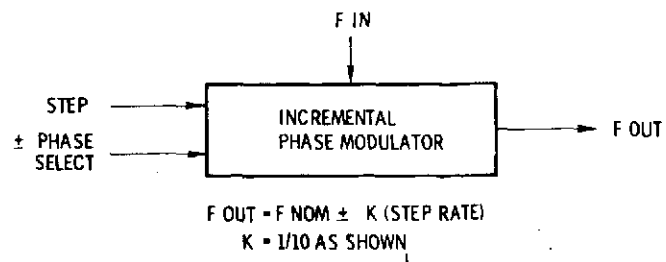 F IN
STEP
± PHASE
SELECT
INCREMENTAL
PHASE MODULATOR
F OUT
F OUT = F NOM ± K (STEP RATE)
K = 1/10 AS SHOWN